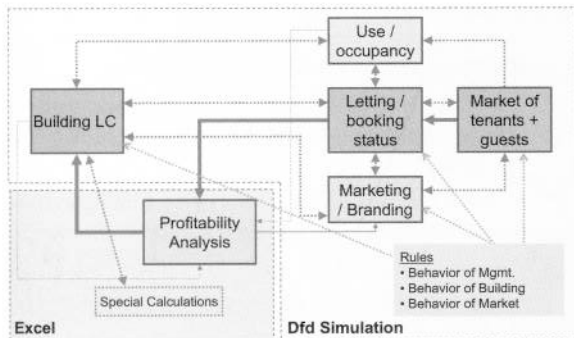 Use /
occupancy
Building LC
Letting /
booking
status
Market of
tenants +
guests
Marketing
/ Branding
Profitability
Analysis
Special Calculations
Rules
• Behavior of Mgmt.
• Behavior of Building
• Behavior of Market
Excel
Dfd Simulation